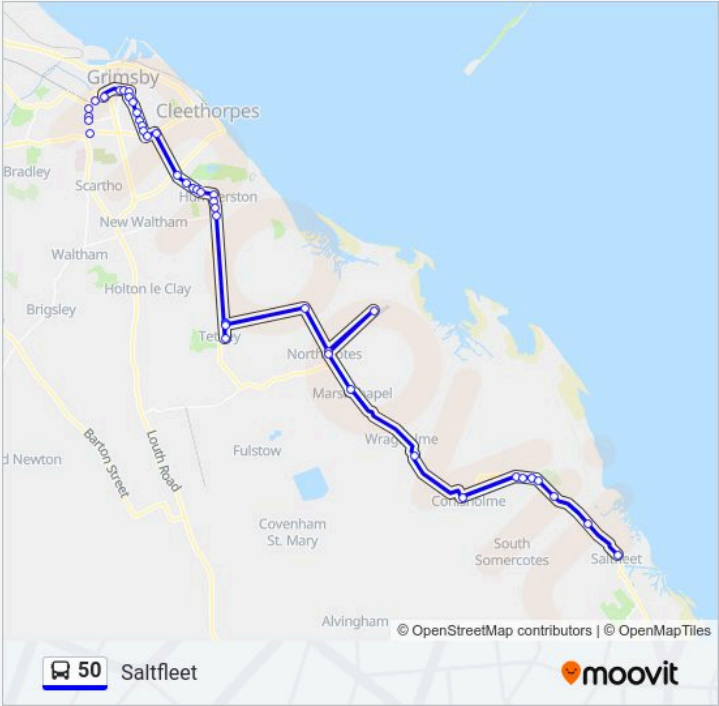 Grimsby
Cleethorpes
Bradley
Scartho
Humberston
New Waltham
Waltham
Holton le Clay
Brigsley
Tetney
North Cotes
Marshchapel
Barton Street
Louth Road
d Newton
Fulstow
Wragholme
Conisholme
Covenham
St. Mary
South
Somercotes
Saltfleet
Alvingham
© OpenStreetMap contributors | © OpenMapTiles
50 Saltfleet
moovit